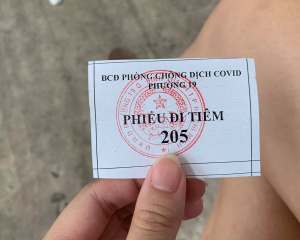 BCĐ PHÒNG CHỐNG DỊCH COVID
PHƯỜNG 19
PHIẾU ĐI TIÊM
205